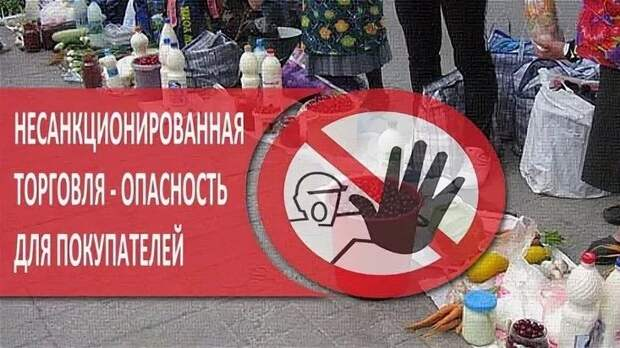 НЕСАНКЦИОНИРОВАННАЯ
ТОРГОВЛЯ - ОПАСНОСТЬ
ДЛЯ ПОКУПАТЕЛЕЙ